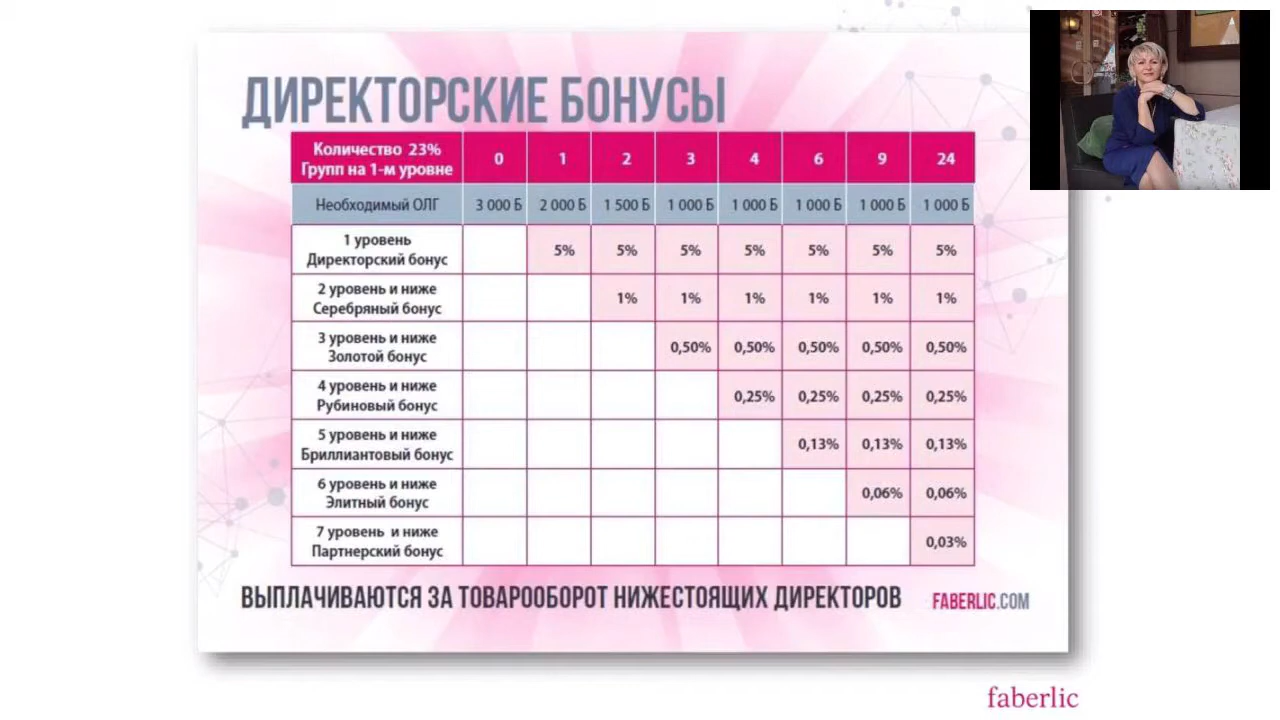 ДИРЕКТОРСКИЕ БОНУСЫ
Количество 23%
Групп на 1-м уровне
0 1 2 3 4 6 9 24
Необходимый ОЛГ 3 000 Б 2 000 Б 1 500 Б 1 000 Б 1 000 Б 1 000 Б 1 000 Б 1 000 Б
1 уровень
Директорский бонус
5% 5% 5% 5% 5% 5% 5%
2 уровень и ниже
Серебряный бонус
1% 1% 1% 1% 1% 1%
3 уровень и ниже
Золотой бонус
0,50% 0,50% 0,50% 0,50% 0,50%
4 уровень и ниже
Рубиновый бонус
0,25% 0,25% 0,25% 0,25%
5 уровень и ниже
Бриллиантовый бонус
0,13% 0,13% 0,13%
6 уровень и ниже
Элитный бонус
0,06% 0,06%
7 уровень и ниже
Партнерский бонус
0,03%
ВЫПЛАЧИВАЮТСЯ ЗА ТОВАРООБОРОТ НИЖЕСТОЯЩИХ ДИРЕКТОРОВ
FABERLIC.COM
faberlic